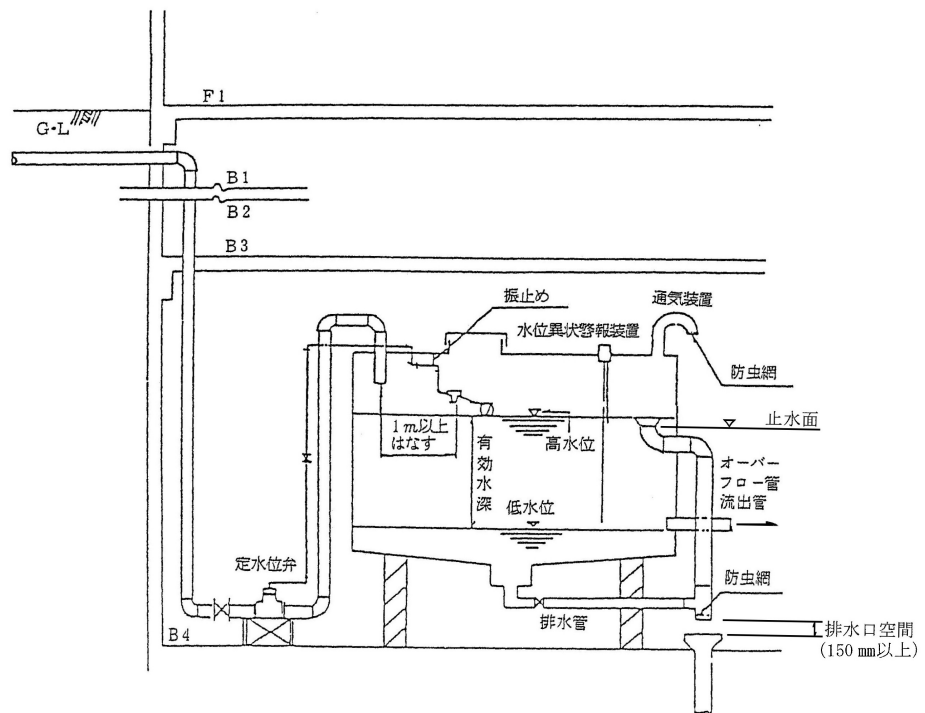 F1
G・L
B1
B2
B3
振止め
水位異状警報装置
通気装置
防虫網
1m以上
はなす
有効水深
高水位
止水面
オーバー
フロー管
流出管
低水位
定水位弁
防虫網
排水管
B4
排水口空間
(150 mm以上)